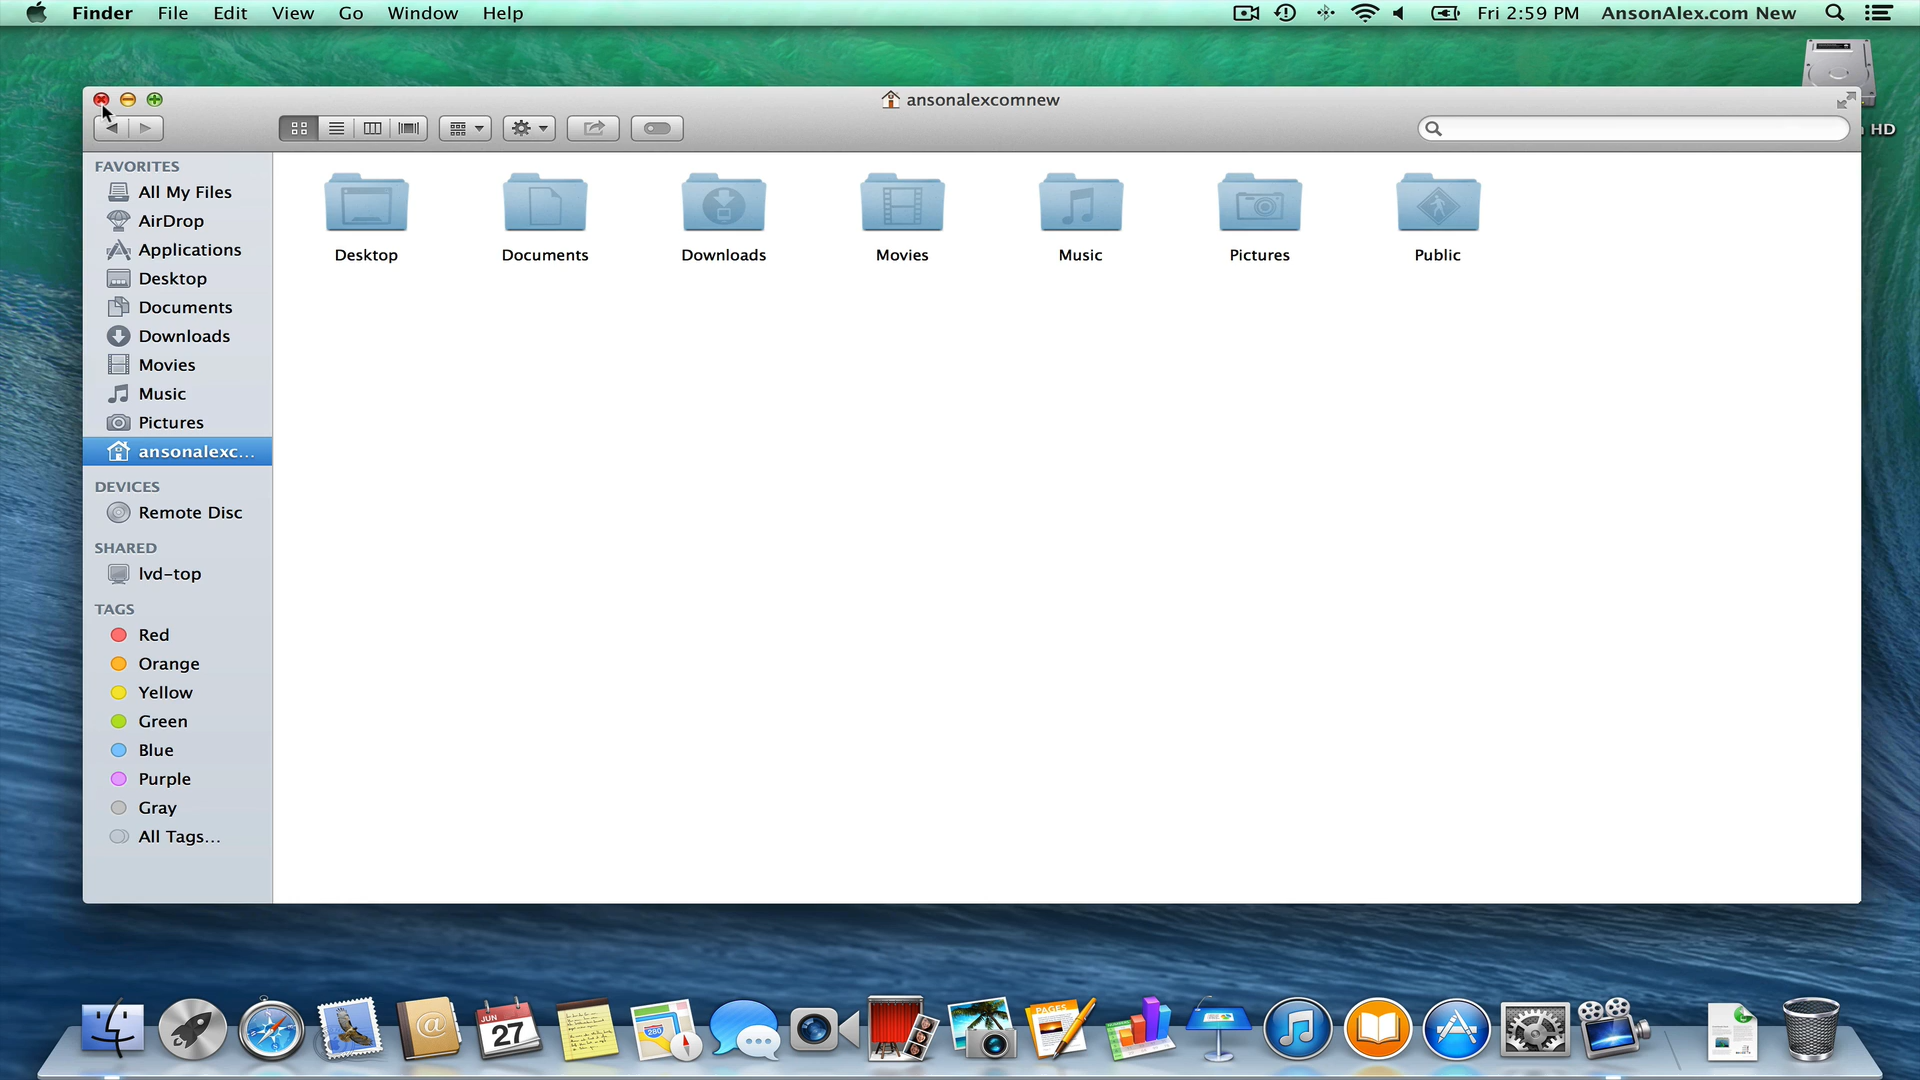 Finder File Edit View Go Window Help Fri 2:59 PM AnsonAlex.com New
ansonalexcomnew
HD
FAVORITES
All My Files
AirDrop
Applications
Desktop
Documents
Downloads
Movies
Music
Pictures
ansonalexc...
DEVICES
Remote Disc
SHARED
lvd-top
TAGS
Red
Orange
Yellow
Green
Blue
Purple
Gray
All Tags...
Desktop Documents Downloads Movies Music Pictures Public
JUN
27
280
PAGES